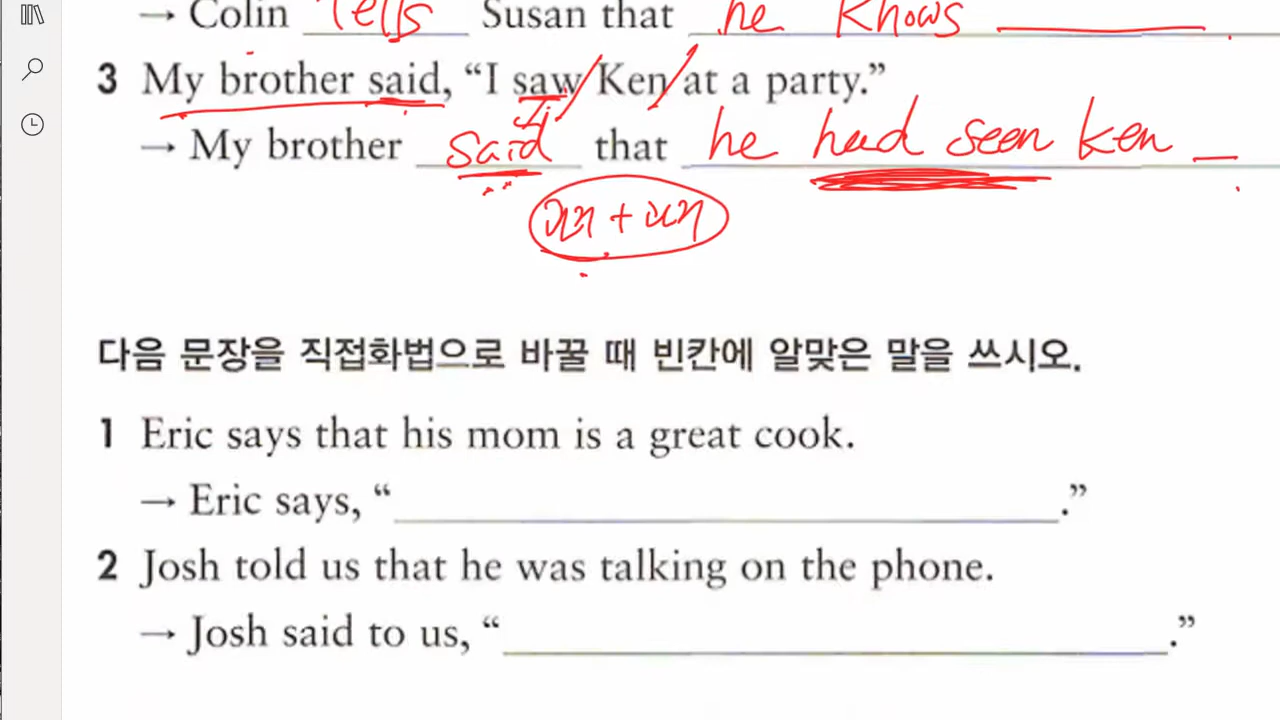 → Colin Tells Susan that he knows
3 My brother said, “I saw Ken at a party.”
→ My brother said that he had seen Ken
다음 문장을 직접화법으로 바꿀 때 빈칸에 알맞은 말을 쓰시오.
1 Eric says that his mom is a great cook.
→ Eric says, “ .”
2 Josh told us that he was talking on the phone.
→ Josh said to us, “ .”